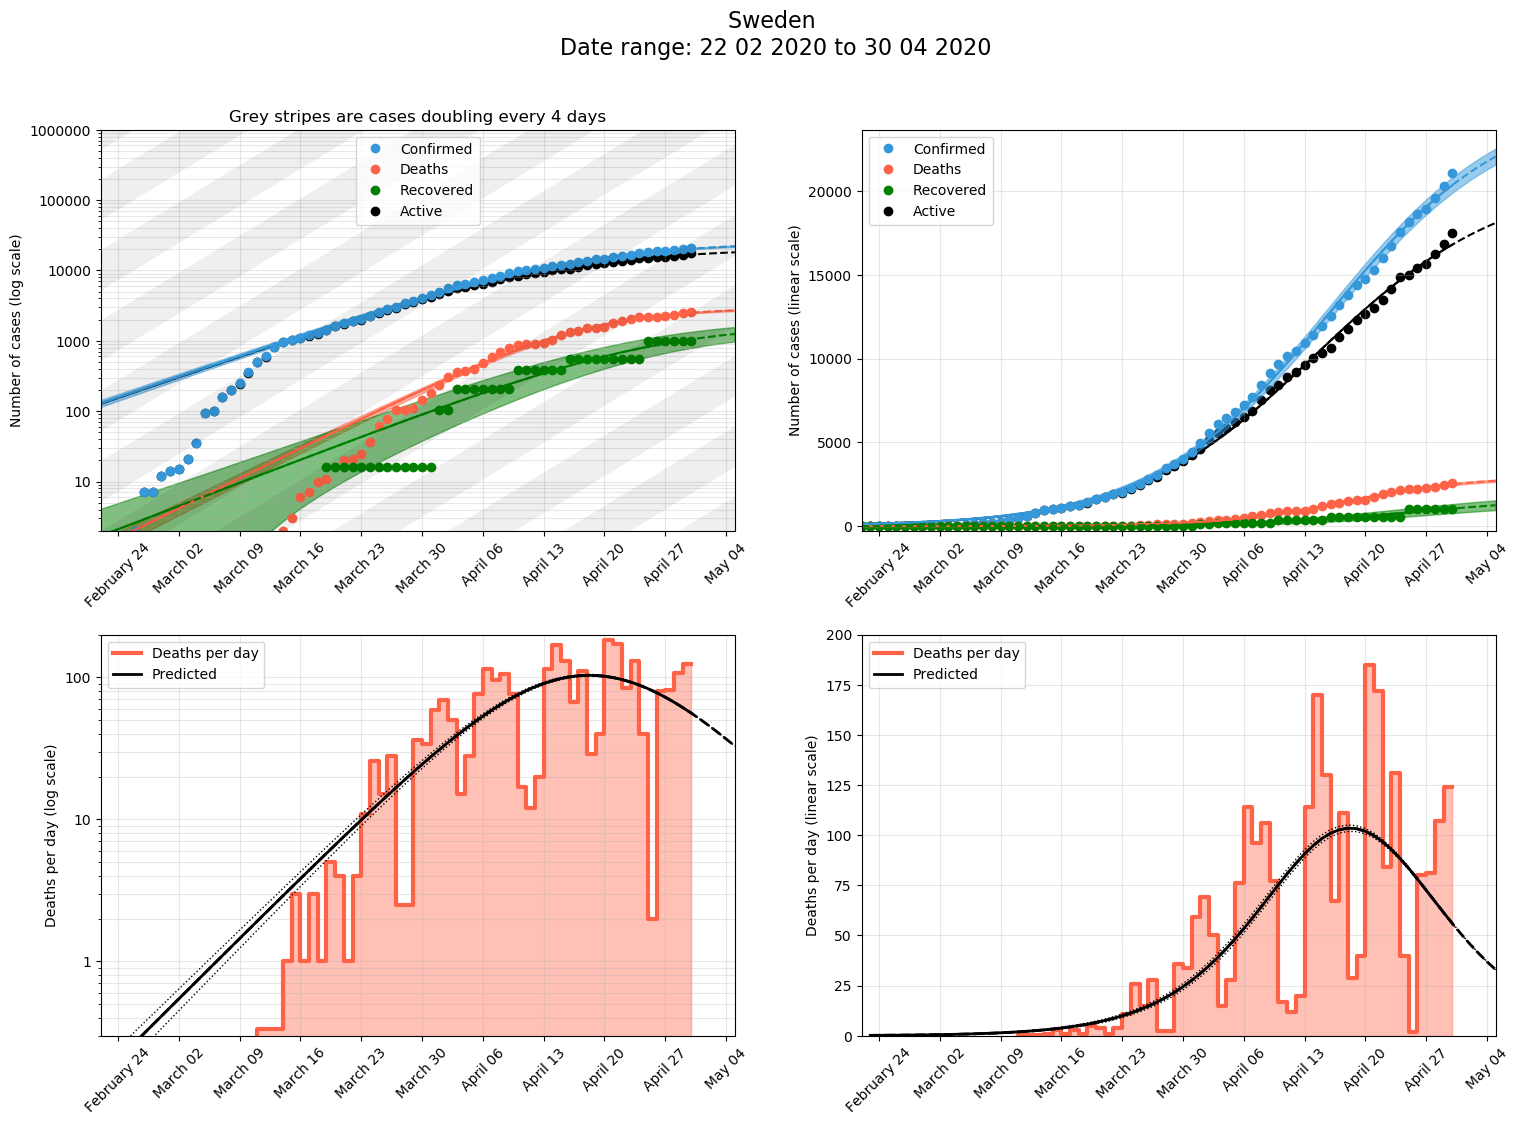 Sweden
Date range: 22 02 2020 to 30 04 2020
Grey stripes are cases doubling every 4 days
Number of cases (log scale)
1000000
100000
10000
1000
100
10
Confirmed
Deaths
Recovered
Active
February 24
March 02
March 09
March 16
March 23
March 30
April 06
April 13
April 20
April 27
May 04
Number of cases (linear scale)
20000
15000
10000
5000
0
Confirmed
Deaths
Recovered
Active
February 24
March 02
March 09
March 16
March 23
March 30
April 06
April 13
April 20
April 27
May 04
Deaths per day (log scale)
100
10
1
Deaths per day
Predicted
February 24
March 02
March 09
March 16
March 23
March 30
April 06
April 13
April 20
April 27
May 04
Deaths per day (linear scale)
200
175
150
125
100
75
50
25
0
Deaths per day
Predicted
February 24
March 02
March 09
March 16
March 23
March 30
April 06
April 13
April 20
April 27
May 04